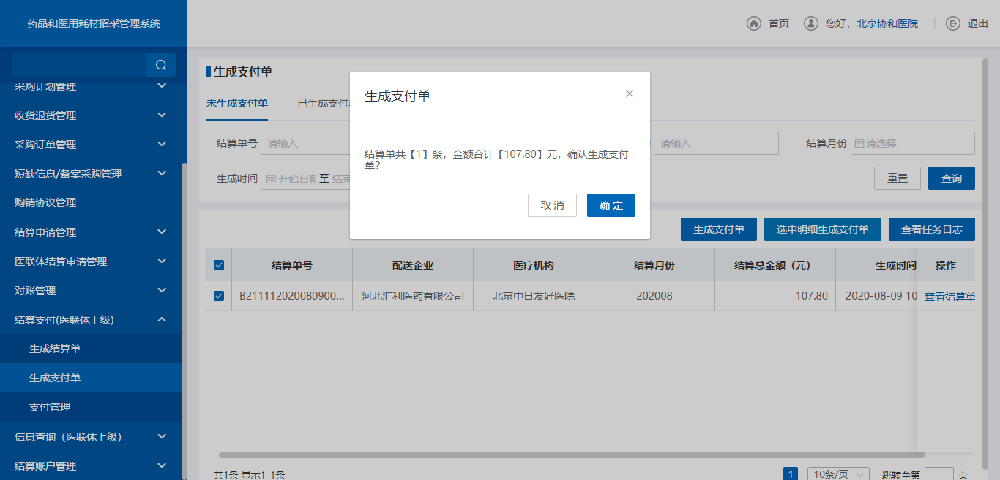 药品和医用耗材招采管理系统
首页
您好，北京协和医院
退出
采购计划管理
收货退货管理
采购订单管理
短缺信息/备案采购管理
购销协议管理
结算申请管理
医联体结算申请管理
对账管理
结算支付(医联体上级)
生成结算单
生成支付单
支付管理
信息查询（医联体上级）
结算账户管理
生成支付单
未生成支付单
已生成支付
结算单号 请输入
请输入
结算月份 请选择
生成时间 开始日期 至 结束
重置
查询
生成支付单
结算单共【1】条，金额合计【107.80】元，确认生成支付
单?
取 消
确 定
生成支付单
选中明细生成支付单
查看任务日志
结算单号 配送企业 医疗机构 结算月份 结算总金额（元） 生成时间 操作
B211112020080900... 河北汇利医药有限公司 北京中日友好医院 202008 107.80 2020-08-09 10 查看结算单
共1条 显示1-1条
1 10条/页 跳转至第 页